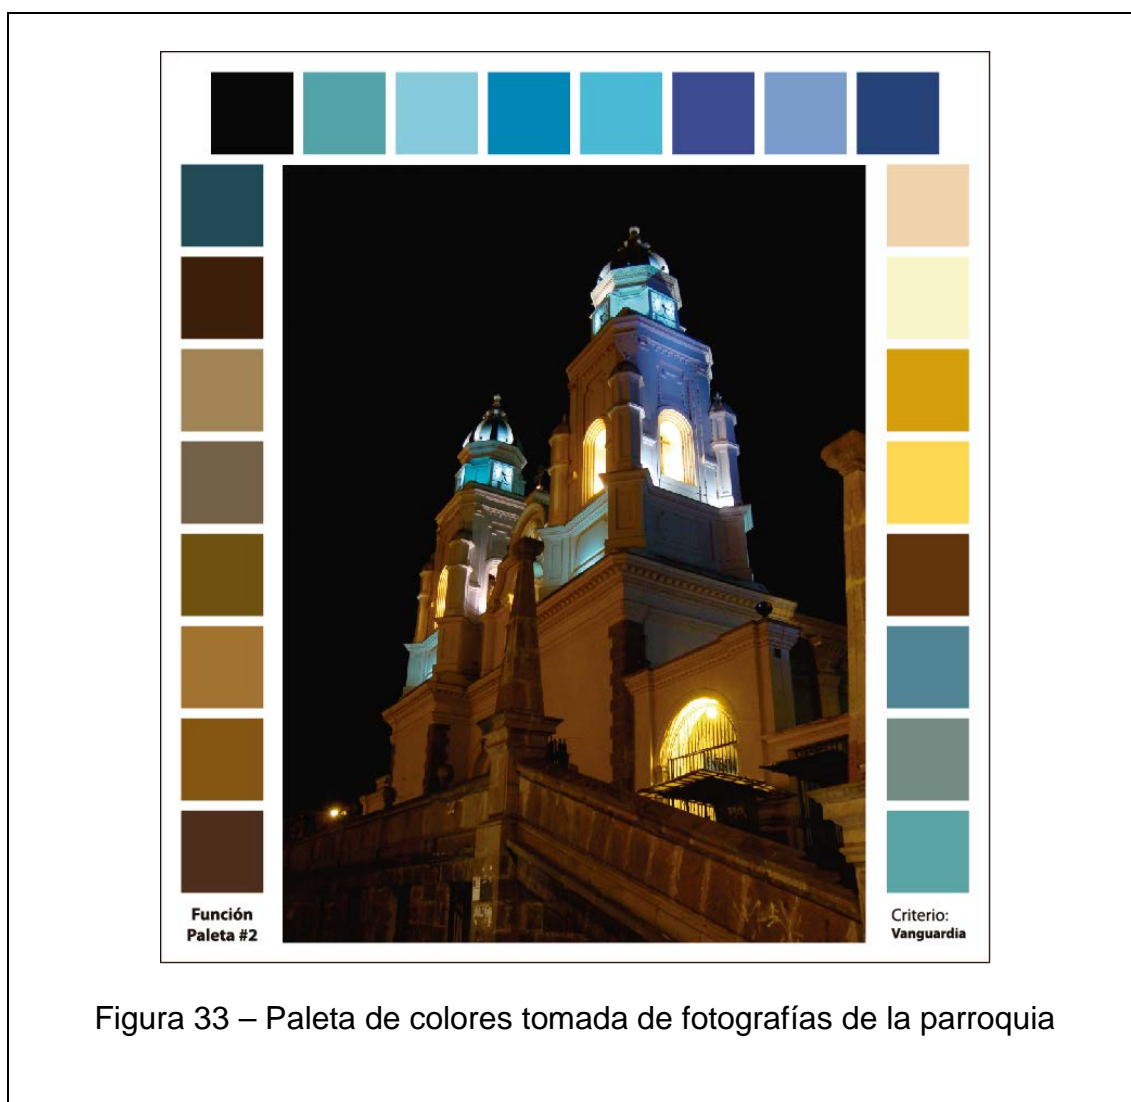 Función
Paleta #2
Criterio:
Vanguardia
Figura 33 – Paleta de colores tomada de fotografías de la parroquia